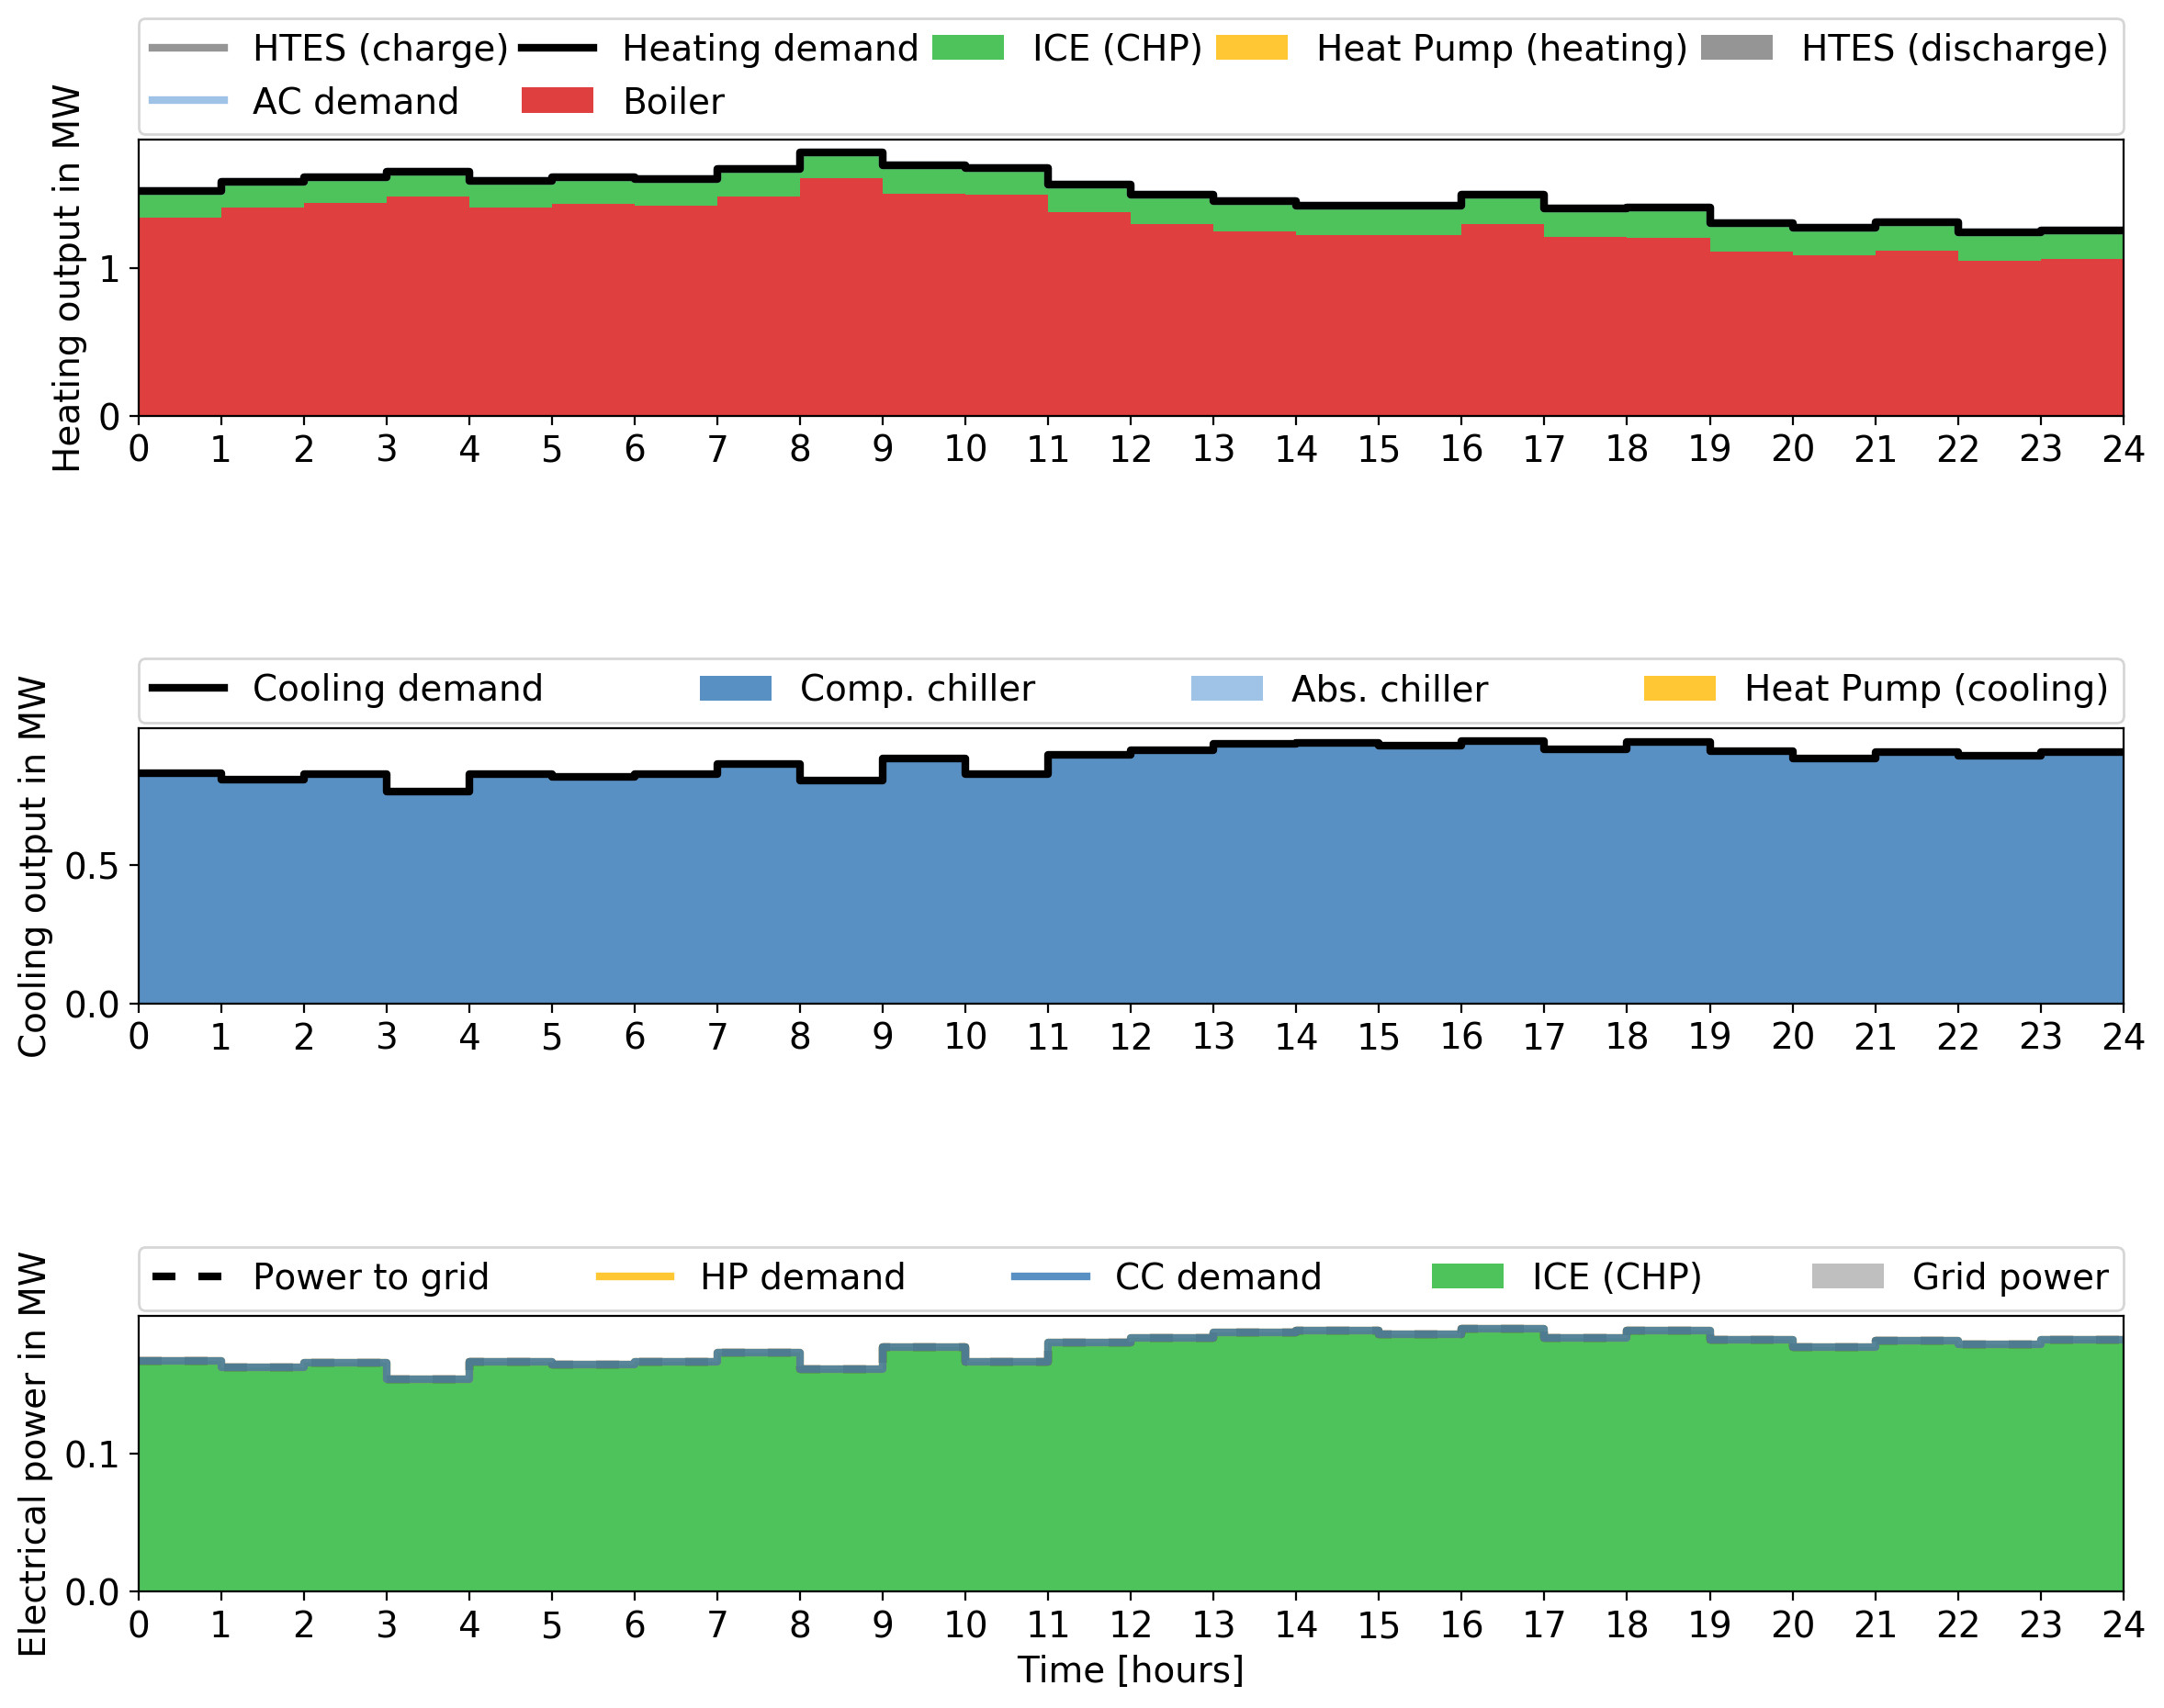 HTES (charge) Heating demand ICE (CHP) Heat Pump (heating) HTES (discharge)
AC demand Boiler
Heating output in MW
1
0
0 1 2 3 4 5 6 7 8 9 10 11 12 13 14 15 16 17 18 19 20 21 22 23 24
Cooling demand Comp. chiller Abs. chiller Heat Pump (cooling)
Cooling output in MW
0.5
0.0
0 1 2 3 4 5 6 7 8 9 10 11 12 13 14 15 16 17 18 19 20 21 22 23 24
Power to grid HP demand CC demand ICE (CHP) Grid power
Electrical power in MW
0.1
0.0
0 1 2 3 4 5 6 7 8 9 10 11 12 13 14 15 16 17 18 19 20 21 22 23 24
Time [hours]